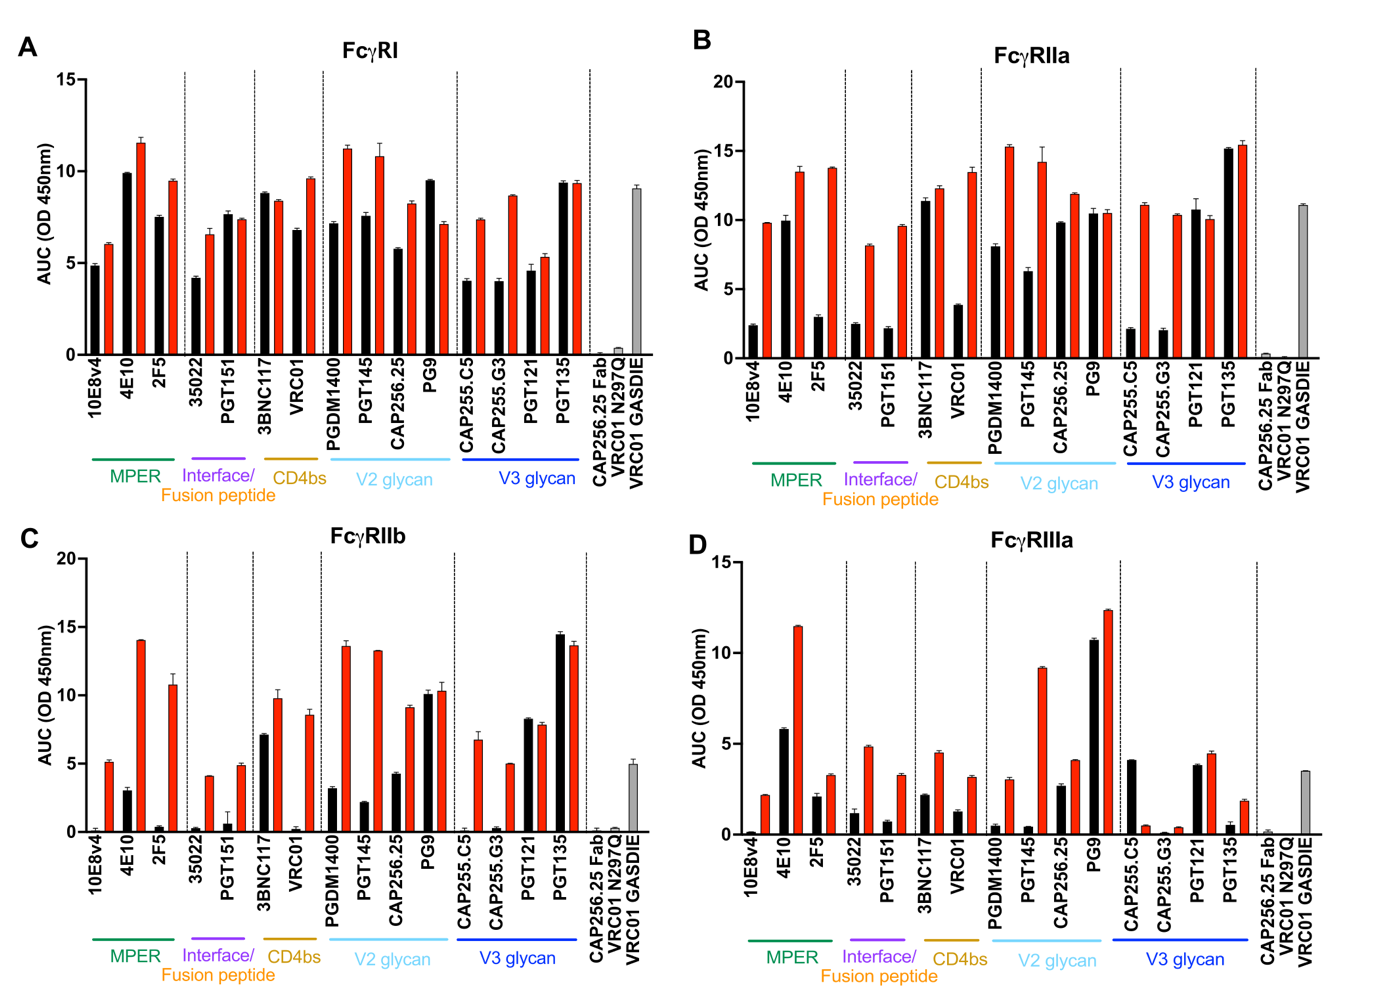 A
FcγRI
AUC (OD 450nm)
15
10
5
0
10E8v4
4E10
2F5
35022
PGT151
3BNC117
VRC01
PGDM1400
PGT145
CAP256.25
PG9
CAP255.C5
CAP255.G3
PGT121
PGT135
CAP256.25 Fab
VRC01 N297Q
VRC01 GASDIE
MPER
Interface/
Fusion peptide
CD4bs
V2 glycan
V3 glycan
B
FcγRIIa
AUC (OD 450nm)
20
15
10
5
0
10E8v4
4E10
2F5
35022
PGT151
3BNC117
VRC01
PGDM1400
PGT145
CAP256.25
PG9
CAP255.C5
CAP255.G3
PGT121
PGT135
CAP256.25 Fab
VRC01 N297Q
VRC01 GASDIE
MPER
Interface/
Fusion peptide
CD4bs
V2 glycan
V3 glycan
C
FcγRIIb
AUC (OD 450nm)
20
15
10
5
0
10E8v4
4E10
2F5
35022
PGT151
3BNC117
VRC01
PGDM1400
PGT145
CAP256.25
PG9
CAP255.C5
CAP255.G3
PGT121
PGT135
CAP256.25 Fab
VRC01 N297Q
VRC01 GASDIE
MPER
Interface/
Fusion peptide
CD4bs
V2 glycan
V3 glycan
D
FcγRIIIa
AUC (OD 450nm)
15
10
5
0
10E8v4
4E10
2F5
35022
PGT151
3BNC117
VRC01
PGDM1400
PGT145
CAP256.25
PG9
CAP255.C5
CAP255.G3
PGT121
PGT135
CAP256.25 Fab
VRC01 N297Q
VRC01 GASDIE
MPER
Interface/
Fusion peptide
CD4bs
V2 glycan
V3 glycan